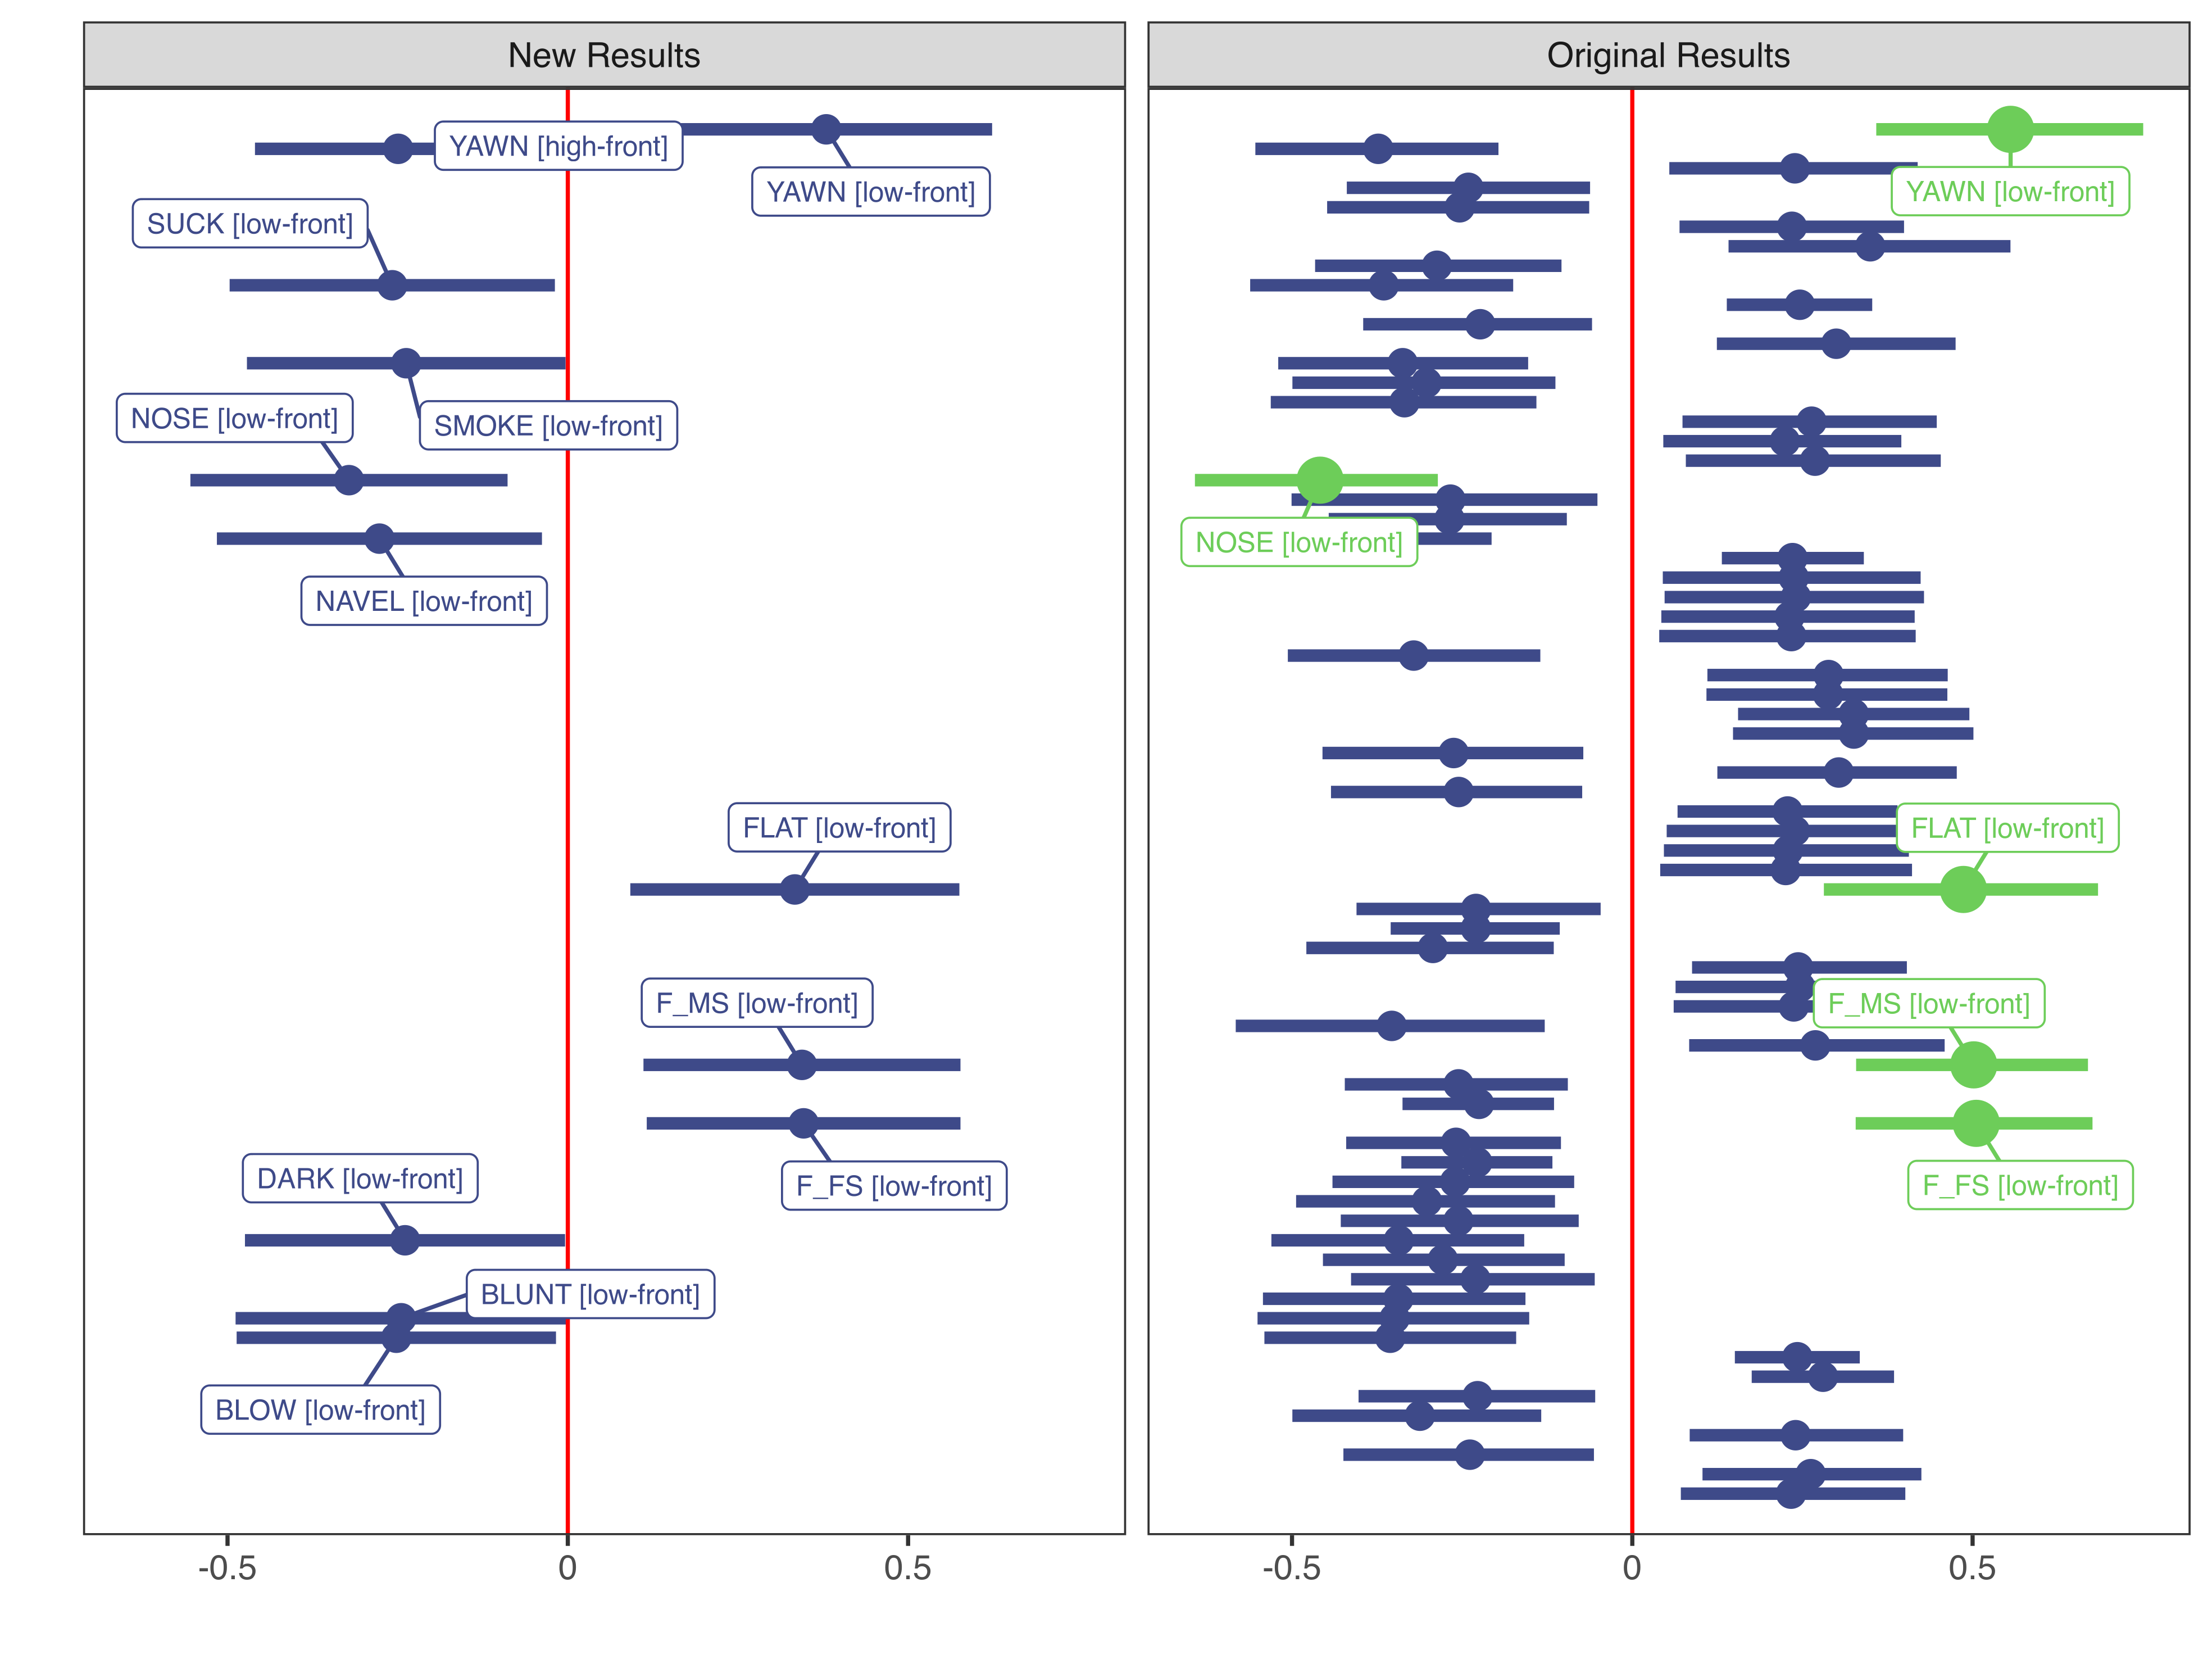 New Results
YAWN [high-front]
YAWN [low-front]
SUCK [low-front]
NOSE [low-front]
SMOKE [low-front]
NAVEL [low-front]
FLAT [low-front]
F_MS [low-front]
DARK [low-front]
F_FS [low-front]
BLUNT [low-front]
BLOW [low-front]
-0.5 0 0.5
Original Results
YAWN [low-front]
NOSE [low-front]
FLAT [low-front]
F_MS [low-front]
F_FS [low-front]
-0.5 0 0.5